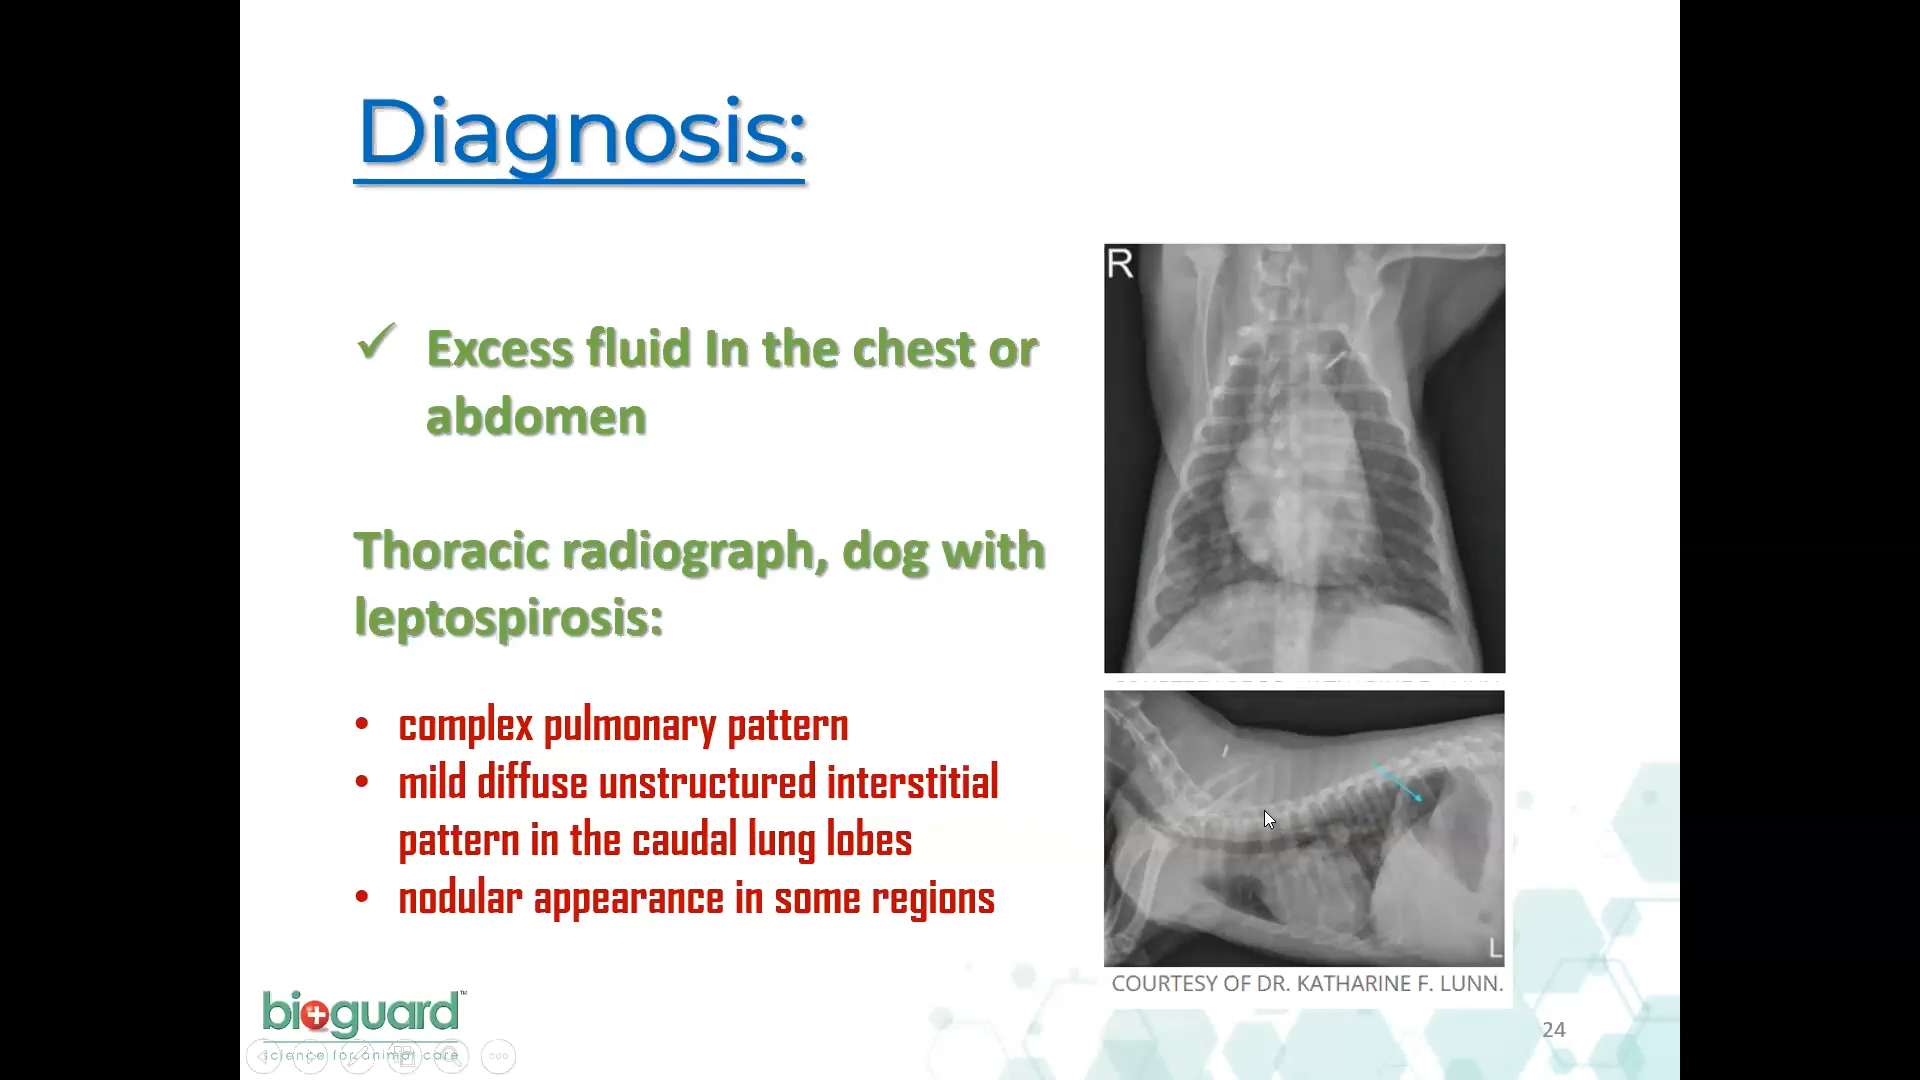 Diagnosis:
✓ Excess fluid In the chest or
abdomen
Thoracic radiograph, dog with
leptospirosis:
• complex pulmonary pattern
• mild diffuse unstructured interstitial
pattern in the caudal lung lobes
• nodular appearance in some regions
R
L
COURTESY OF DR. KATHARINE F. LUNN.
bioguard™
science for animal care
24